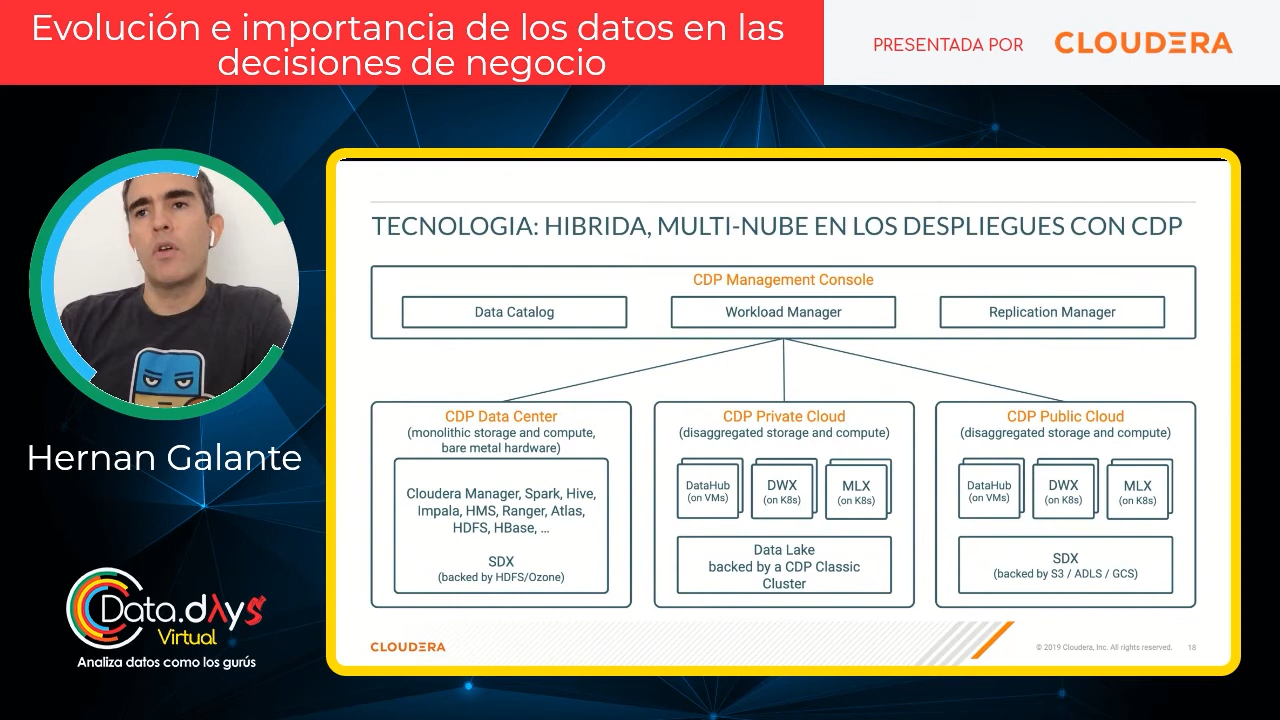 Evolución e importancia de los datos en las
decisiones de negocio
PRESENTADA POR
CLOUDERA
TECNOLOGIA: HIBRIDA, MULTI-NUBE EN LOS DESPLIEGUES CON CDP
CDP Management Console
Data Catalog
Workload Manager
Replication Manager
CDP Data Center
(monolithic storage and compute,
bare metal hardware)
Cloudera Manager, Spark, Hive,
Impala, HMS, Ranger, Atlas,
HDFS, HBase, ...
SDX
(backed by HDFS/Ozone)
CDP Private Cloud
(disaggregated storage and compute)
DataHub
(on VMs)
DWX
(on K8s)
MLX
(on K8s)
Data Lake
backed by a CDP Classic
Cluster
CDP Public Cloud
(disaggregated storage and compute)
DataHub
(on VMs)
DWX
(on K8s)
MLX
(on K8s)
SDX
(backed by S3 / ADLS / GCS)
CLOUDERA
© 2019 Cloudera, Inc. All rights reserved. 18
Hernan Galante
Data.dλys
Virtual
Analiza datos como los gurús